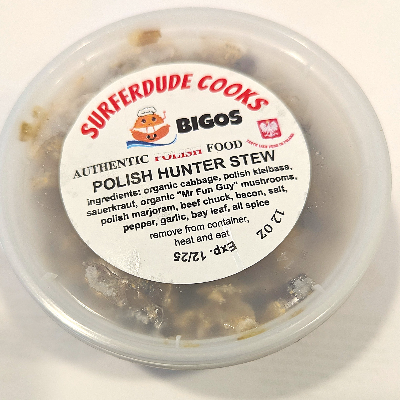 SURFERDUDE COOKS
BIGOS
AUTHENTIC POLISH FOOD
POLISH HUNTER STEW
ingredients: organic cabbage, polish kielbasa,
sauerkraut, organic "Mr Fun Guy" mushrooms,
polish marjoram, beef chuck, bacon, salt,
pepper, garlic, bay leaf, all spice
remove from container,
heat and eat
12 OZ
Exp. 12/25